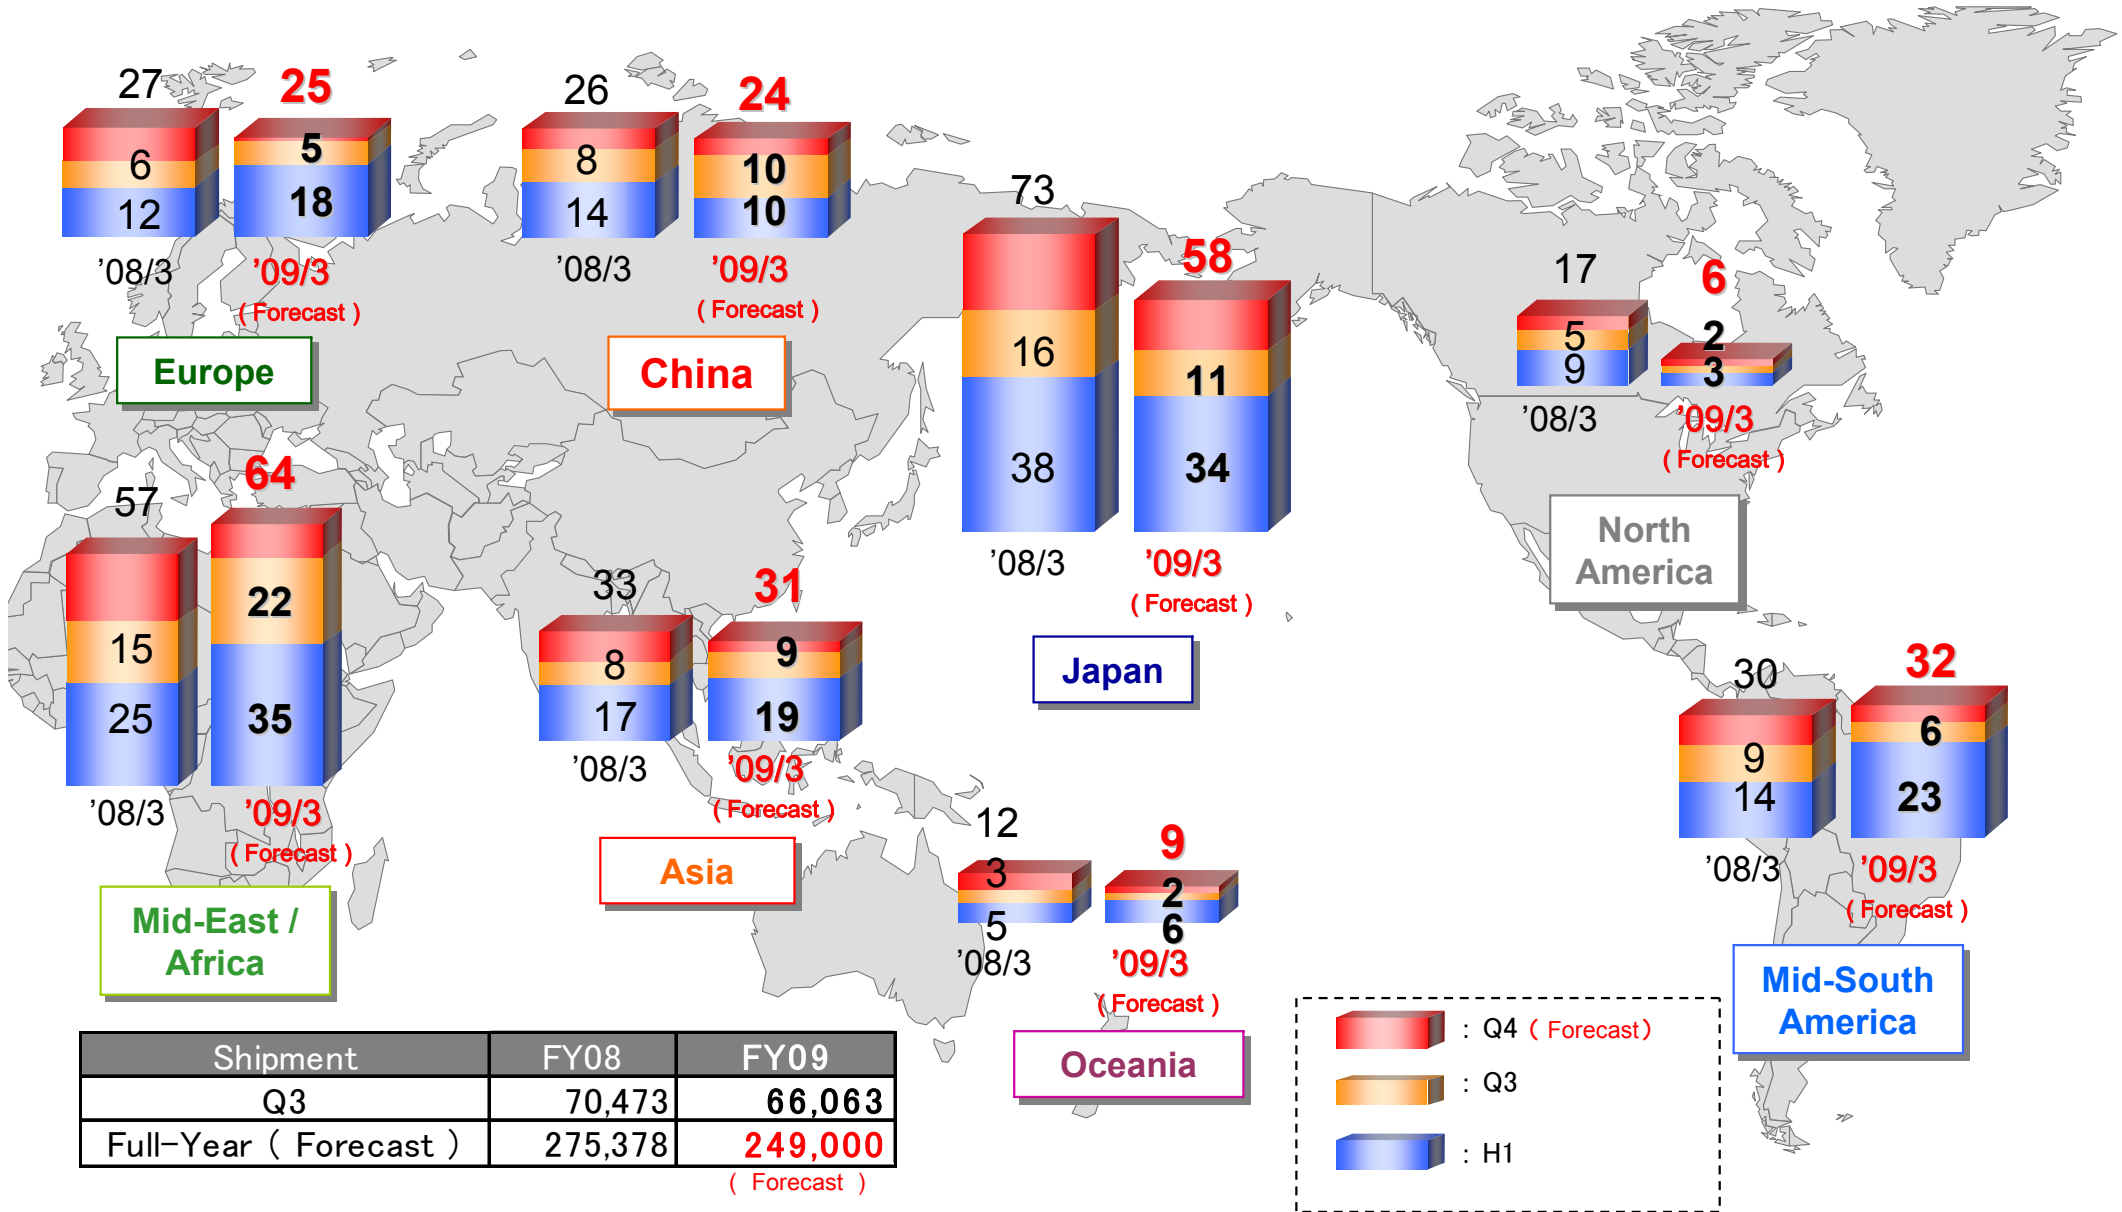 27
25
6
5
12
18
’08/3
’09/3
( Forecast )
Europe
26
24
8
10
14
10
’08/3
’09/3
( Forecast )
China
73
58
16
11
38
34
’08/3
’09/3
( Forecast )
Japan
17
6
5
2
9
3
’08/3
’09/3
( Forecast )
North
America
57
64
15
22
25
35
’08/3
’09/3
( Forecast )
Mid-East /
Africa
33
31
8
9
17
19
’08/3
’09/3
( Forecast )
Asia
12
9
3
2
5
6
’08/3
’09/3
( Forecast )
Oceania
30
32
9
6
14
23
’08/3
’09/3
( Forecast )
Mid-South
America
Shipment FY08 FY09
Q3 70,473 66,063
Full-Year ( Forecast ) 275,378 249,000
( Forecast )
: Q4 ( Forecast)
: Q3
: H1